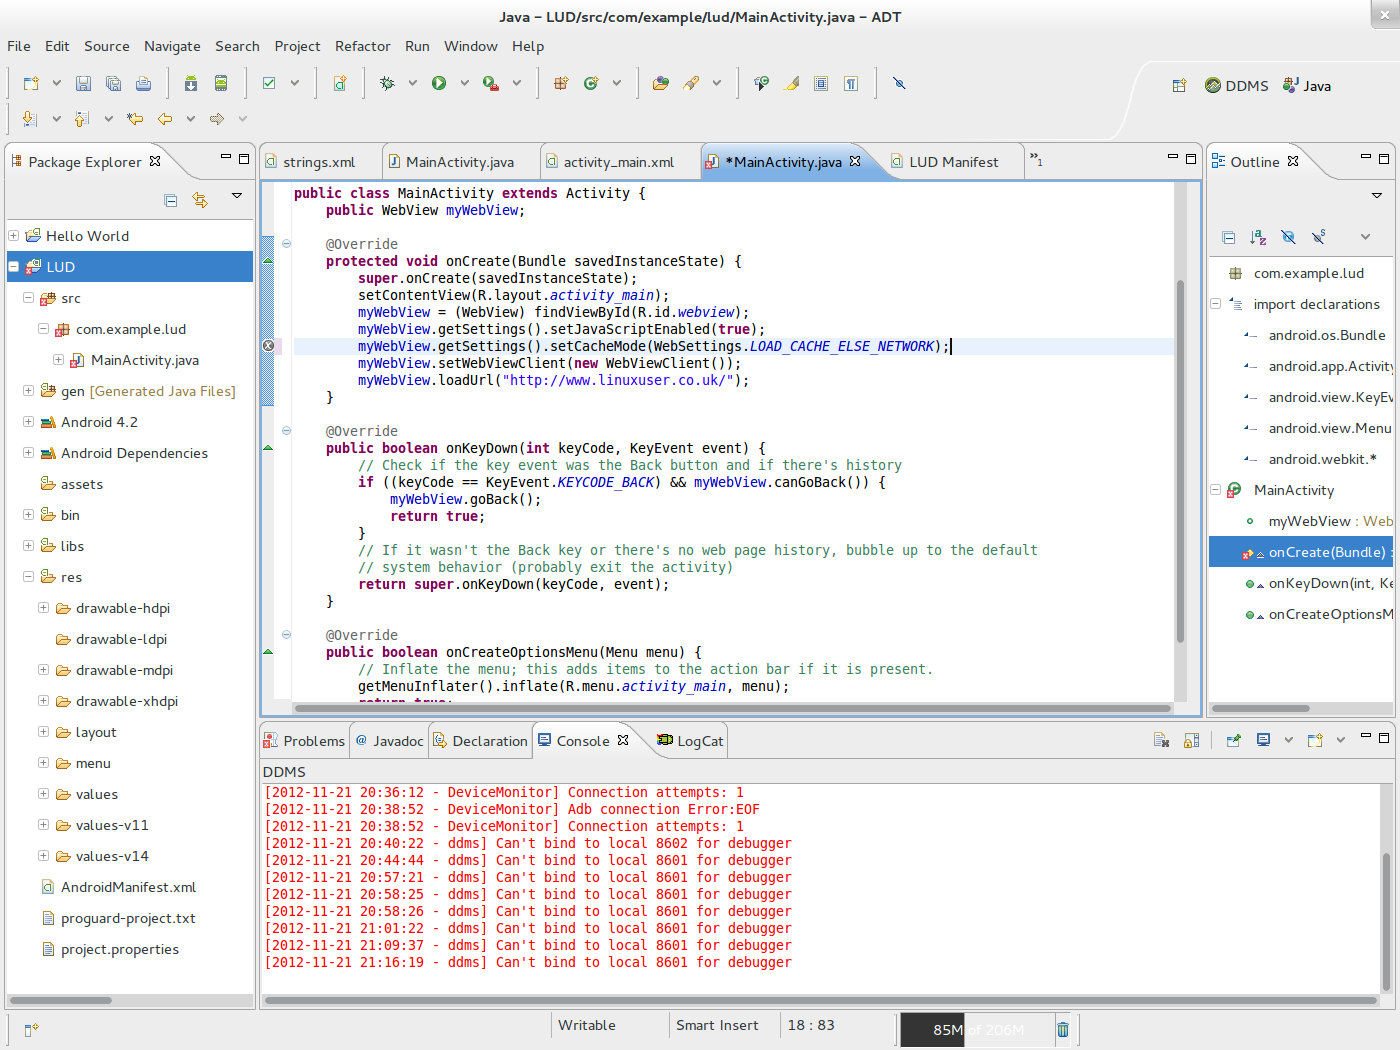 Java – LUD/src/com/example/lud/MainActivity.java – ADT
File Edit Source Navigate Search Project Refactor Run Window Help
DDMS Java
Package Explorer
Hello World
LUD
src
com.example.lud
MainActivity.java
gen [Generated Java Files]
Android 4.2
Android Dependencies
assets
bin
libs
res
drawable-hdpi
drawable-ldpi
drawable-mdpi
drawable-xhdpi
layout
menu
values
values-v11
values-v14
AndroidManifest.xml
proguard-project.txt
project.properties
strings.xml MainActivity.java activity_main.xml *MainActivity.java LUD Manifest »1
public class MainActivity extends Activity {
public WebView myWebView;
@Override
protected void onCreate(Bundle savedInstanceState) {
super.onCreate(savedInstanceState);
setContentView(R.layout.activity_main);
myWebView = (WebView) findViewById(R.id.webview);
myWebView.getSettings().setJavaScriptEnabled(true);
myWebView.getSettings().setCacheMode(WebSettings.LOAD_CACHE_ELSE_NETWORK);
myWebView.setWebViewClient(new WebViewClient());
myWebView.loadUrl("http://www.linuxuser.co.uk/");
}
@Override
public boolean onKeyDown(int keyCode, KeyEvent event) {
// Check if the key event was the Back button and if there's history
if ((keyCode == KeyEvent.KEYCODE_BACK) && myWebView.canGoBack()) {
myWebView.goBack();
return true;
}
// If it wasn't the Back key or there's no web page history, bubble up to the default
// system behavior (probably exit the activity)
return super.onKeyDown(keyCode, event);
}
@Override
public boolean onCreateOptionsMenu(Menu menu) {
// Inflate the menu; this adds items to the action bar if it is present.
getMenuInflater().inflate(R.menu.activity_main, menu);
return true;
Outline
com.example.lud
import declarations
android.os.Bundle
android.app.Activity
android.view.KeyEv
android.view.Menu
android.webkit.*
MainActivity
myWebView : Web
onCreate(Bundle) :
onKeyDown(int, Ke
onCreateOptionsM
Problems Javadoc Declaration Console LogCat
DDMS
[2012-11-21 20:36:12 - DeviceMonitor] Connection attempts: 1
[2012-11-21 20:38:52 - DeviceMonitor] Adb connection Error:EOF
[2012-11-21 20:38:52 - DeviceMonitor] Connection attempts: 1
[2012-11-21 20:40:22 - ddms] Can't bind to local 8602 for debugger
[2012-11-21 20:44:44 - ddms] Can't bind to local 8601 for debugger
[2012-11-21 20:57:21 - ddms] Can't bind to local 8601 for debugger
[2012-11-21 20:58:25 - ddms] Can't bind to local 8601 for debugger
[2012-11-21 20:58:26 - ddms] Can't bind to local 8601 for debugger
[2012-11-21 21:01:22 - ddms] Can't bind to local 8601 for debugger
[2012-11-21 21:09:37 - ddms] Can't bind to local 8601 for debugger
[2012-11-21 21:16:19 - ddms] Can't bind to local 8601 for debugger
Writable Smart Insert 18 : 83 85M of 206M